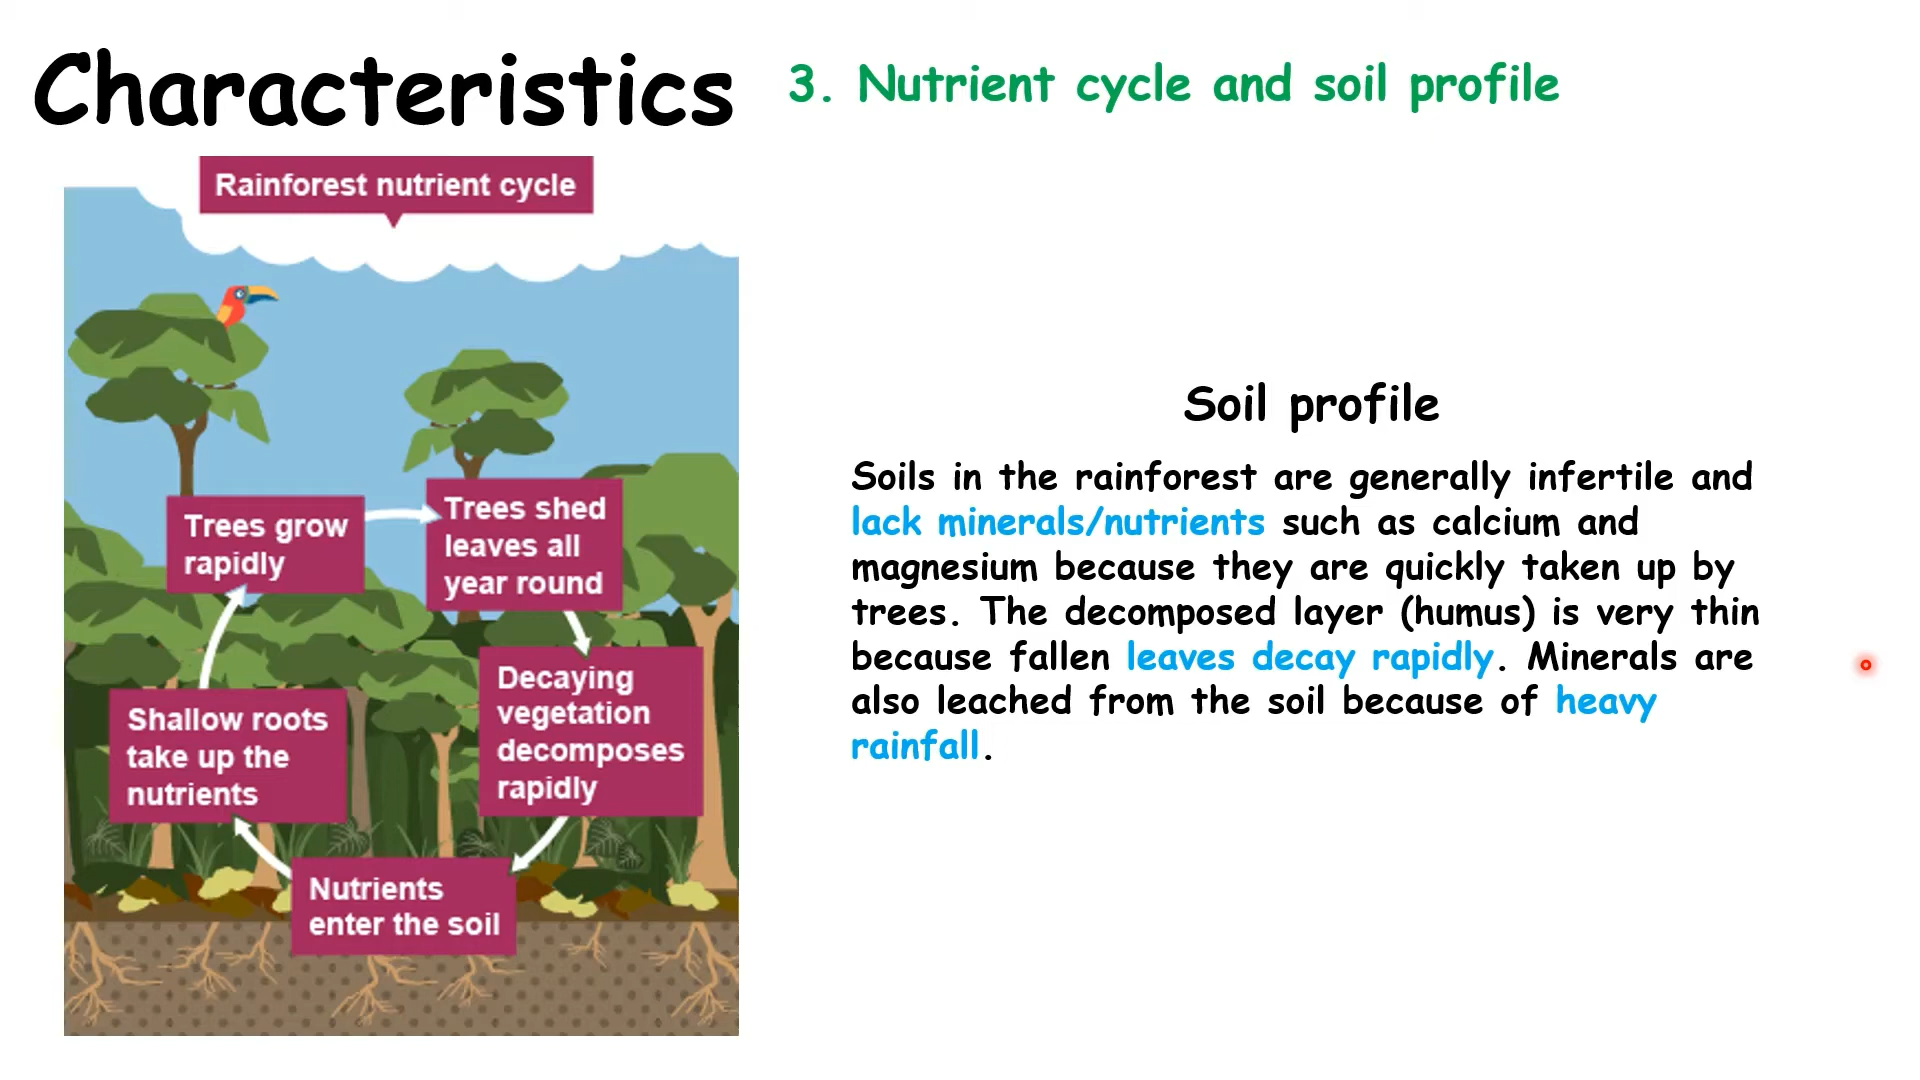 Characteristics
3. Nutrient cycle and soil profile
Rainforest nutrient cycle
Trees grow
rapidly
Trees shed
leaves all
year round
Decaying
vegetation
decomposes
rapidly
Nutrients
enter the soil
Shallow roots
take up the
nutrients
Soil profile
Soils in the rainforest are generally infertile and
lack minerals/nutrients such as calcium and
magnesium because they are quickly taken up by
trees. The decomposed layer (humus) is very thin
because fallen leaves decay rapidly. Minerals are
also leached from the soil because of heavy
rainfall.